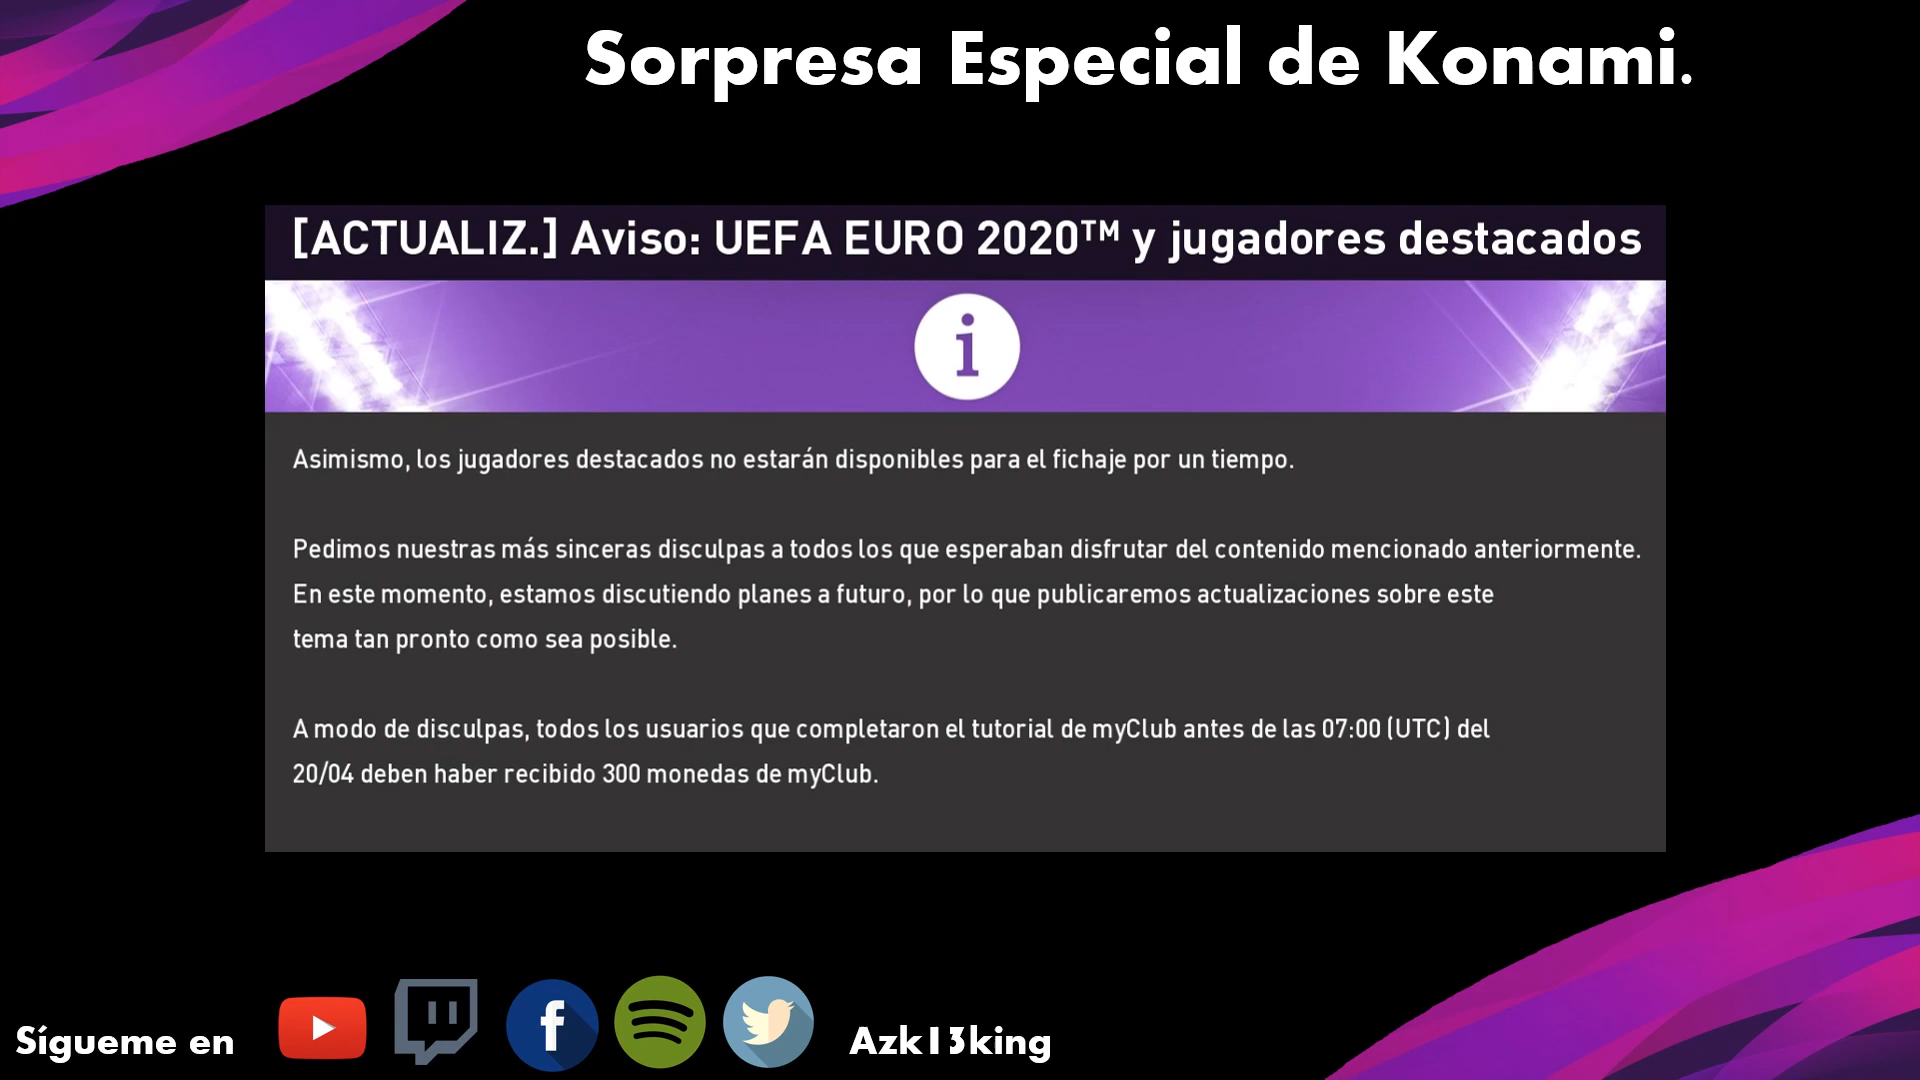 Sorpresa Especial de Konami.
[ACTUALIZ.] Aviso: UEFA EURO 2020™ y jugadores destacados
Asimismo, los jugadores destacados no estarán disponibles para el fichaje por un tiempo.
Pedimos nuestras más sinceras disculpas a todos los que esperaban disfrutar del contenido mencionado anteriormente.
En este momento, estamos discutiendo planes a futuro, por lo que publicaremos actualizaciones sobre este
tema tan pronto como sea posible.
A modo de disculpas, todos los usuarios que completaron el tutorial de myClub antes de las 07:00 (UTC) del
20/04 deben haber recibido 300 monedas de myClub.
Sígueme en Azk13king